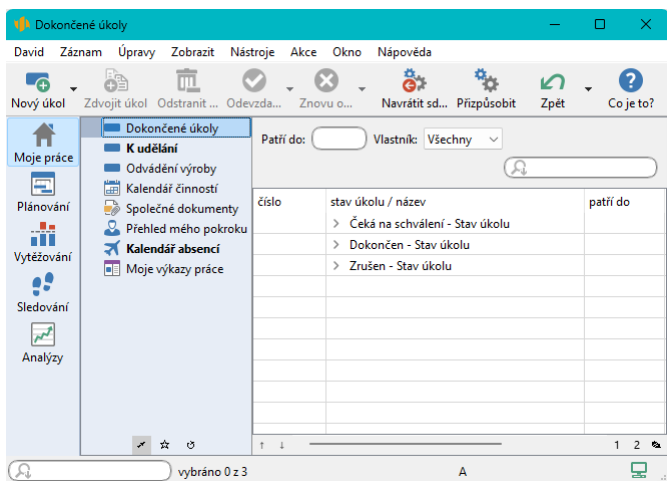 Dokončené úkoly
David Záznam Úpravy Zobrazit Nástroje Akce Okno Nápověda
Nový úkol Zdvojit úkol Odstranit ... Odevzda... Znovu o... Navrátit sd... Přizpůsobit Zpět Co je to?
Moje práce
Plánování
Vytěžování
Sledování
Analýzy
Dokončené úkoly
K udělání
Odvádění výroby
Kalendář činností
Společné dokumenty
Přehled mého pokroku
Kalendář absencí
Moje výkazy práce
Patří do: Vlastník: Všechny
číslo stav úkolu / název patří do
Čeká na schválení - Stav úkolu
Dokončen - Stav úkolu
Zrušen - Stav úkolu
1 2
vybráno 0 z 3 A